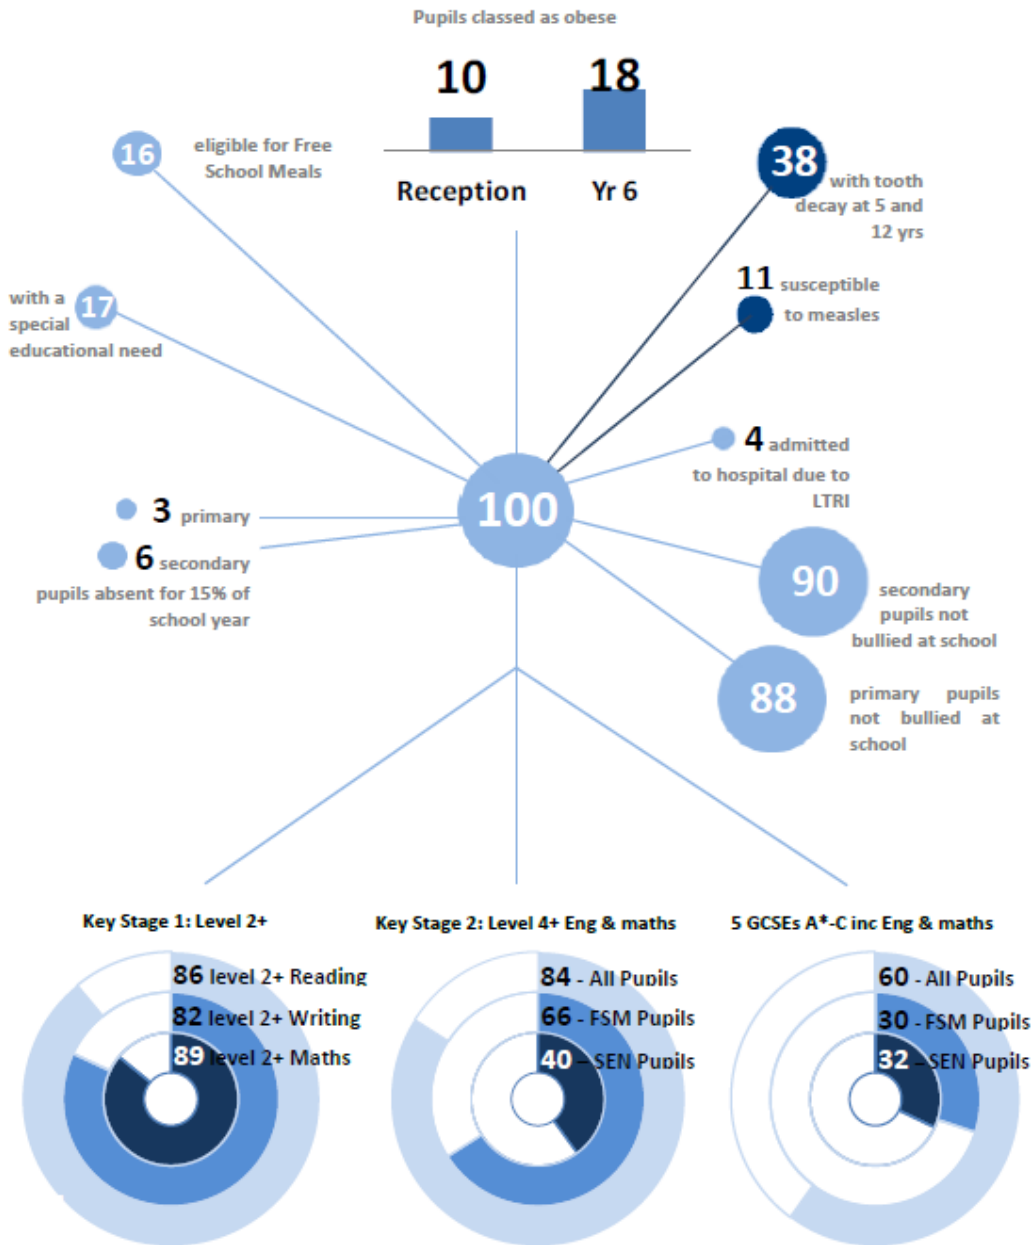 Pupils classed as obese
10
18
Reception
Yr 6
16
eligible for Free
School Meals
38
with tooth
decay at 5 and
12 yrs
11 susceptible
to measles
17
with a
special
educational need
4 admitted
to hospital due to
LTRI
100
3 primary
6 secondary
pupils absent for 15% of
school year
90
secondary
pupils not
bullied at school
88
primary pupils
not bullied at
school
Key Stage 1: Level 2+
86 level 2+ Reading
82 level 2+ Writing
89 level 2+ Maths
Key Stage 2: Level 4+ Eng & maths
84 - All Pupils
66 - FSM Pupils
40 – SEN Pupils
5 GCSEs A*-C inc Eng & maths
60 - All Pupils
30 - FSM Pupils
32 – SEN Pupils